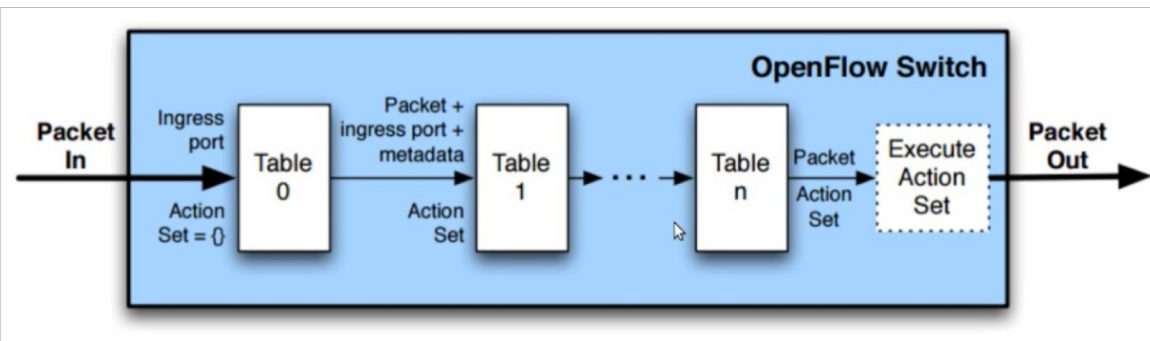 OpenFlow Switch
Packet
In
Ingress
port
Action
Set = {}
Table
0
Packet +
ingress port +
metadata
Action
Set
Table
1
...
Table
n
Packet
Action
Set
Execute
Action
Set
Packet
Out